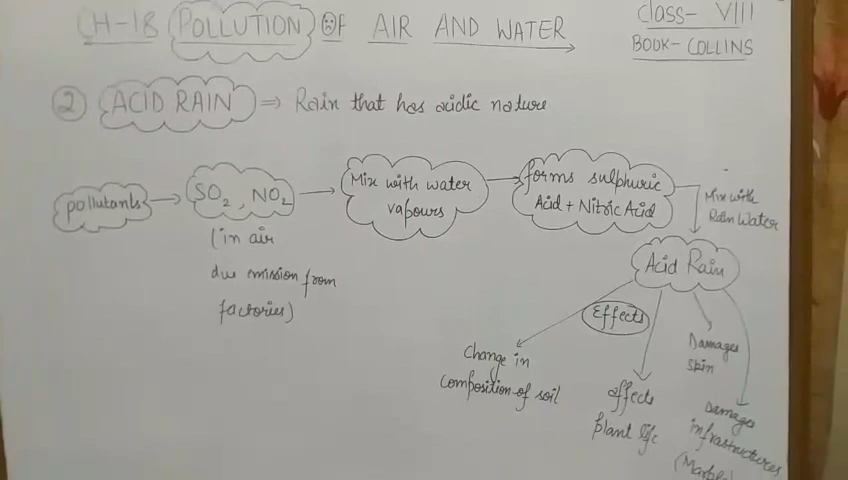 CH-18 POLLUTION OF AIR AND WATER
Class- VIII
BOOK- COLLINS
2 ACID RAIN ⇒ Rain that has acidic nature
pollutants → SO2, NO2 → Mix with water vapours → forms sulphuric Acid + Nitric Acid
(in air
due emission from
factories)
Mix with
Rain Water
Acid Rain
Effects
Change in
composition of soil
affects
plant life
Damages
skin
Damages
infrastructures
(Marble)